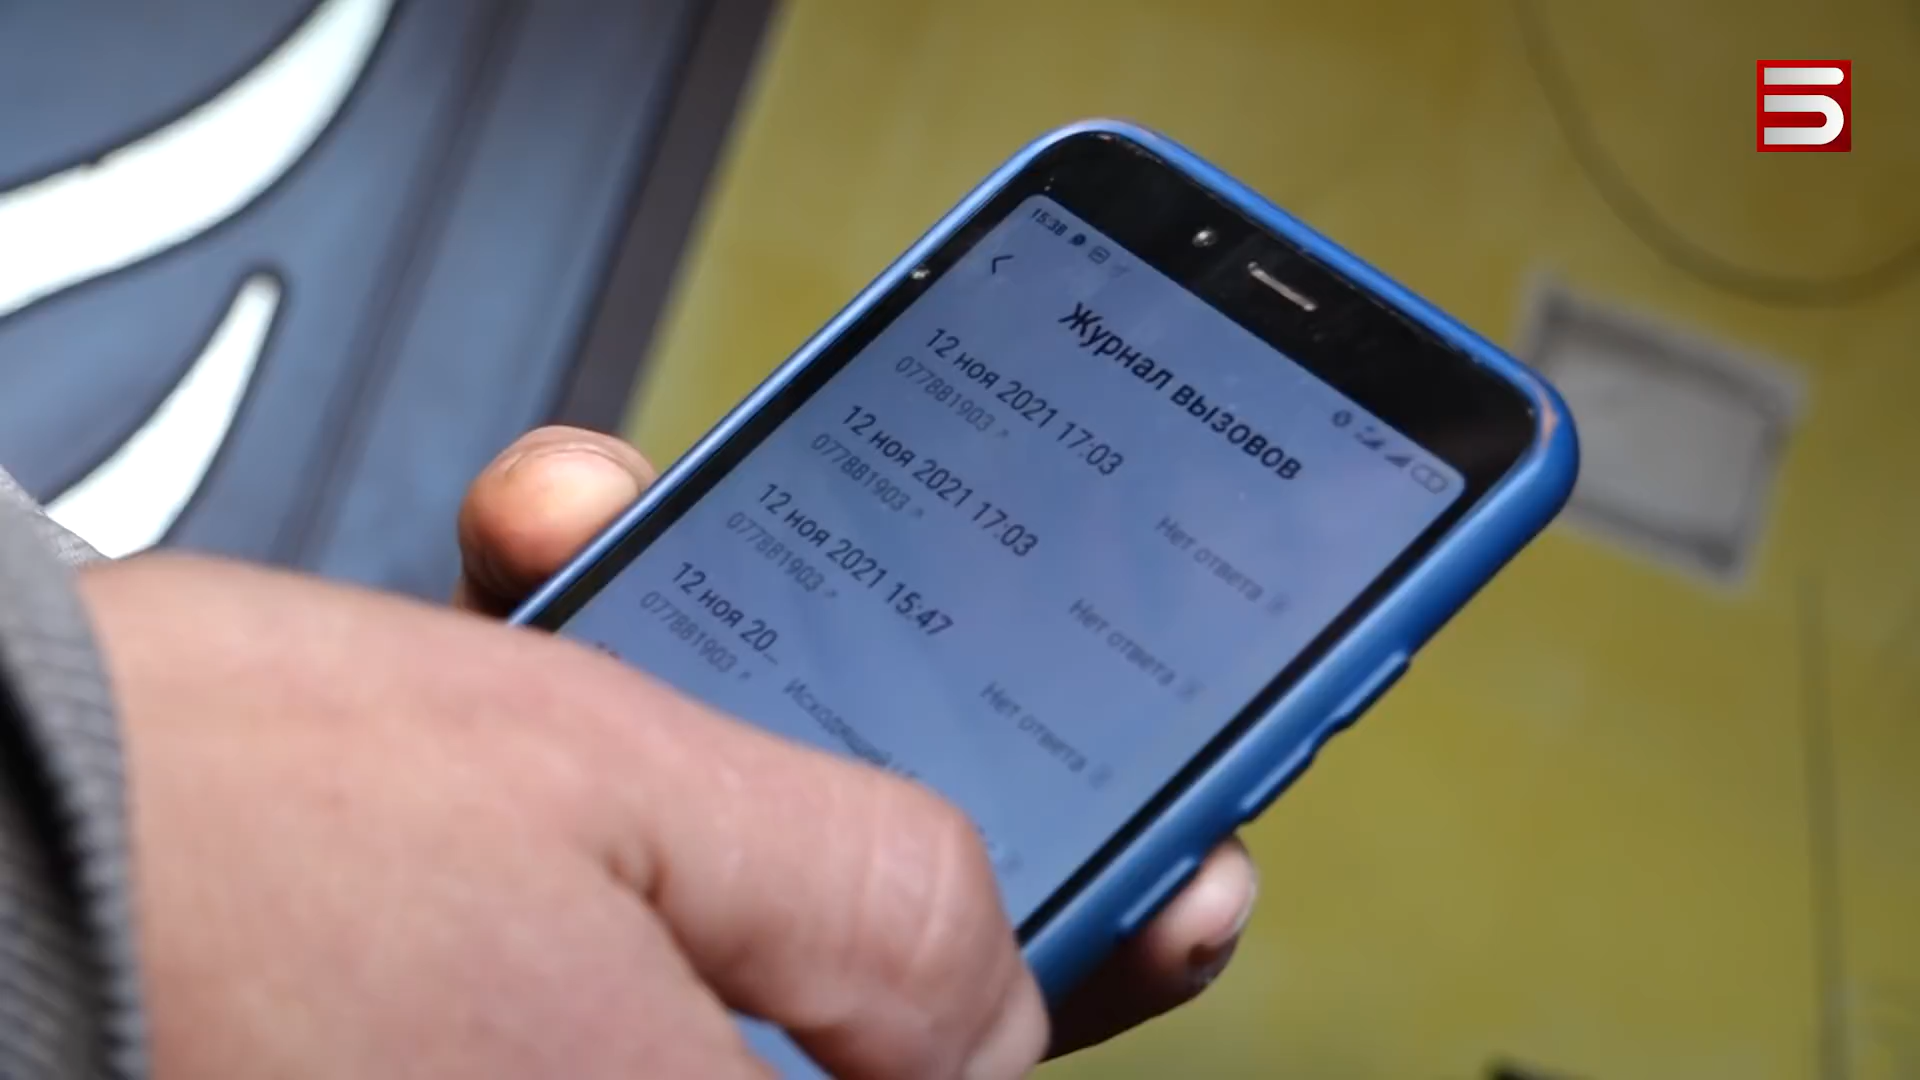 5
15:38
Журнал вызовов
12 ноя 2021 17:03
077881903
Нет ответа
12 ноя 2021 17:03
077881903
Нет ответа
12 ноя 2021 15:47
077881903
Нет ответа
12 ноя 20...
077881903
Исходящий